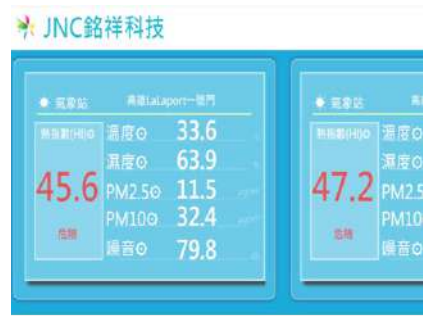 JNC銘祥科技
氣象站 高雄LaLaport一號門
熱指數(HI)
45.6
危險
溫度 33.6
濕度 63.9
PM2.5 11.5
PM10 32.4
噪音 79.8
氣象站
熱指數(HI)
47.2
危險
溫度
濕度
PM2.5
PM10
噪音